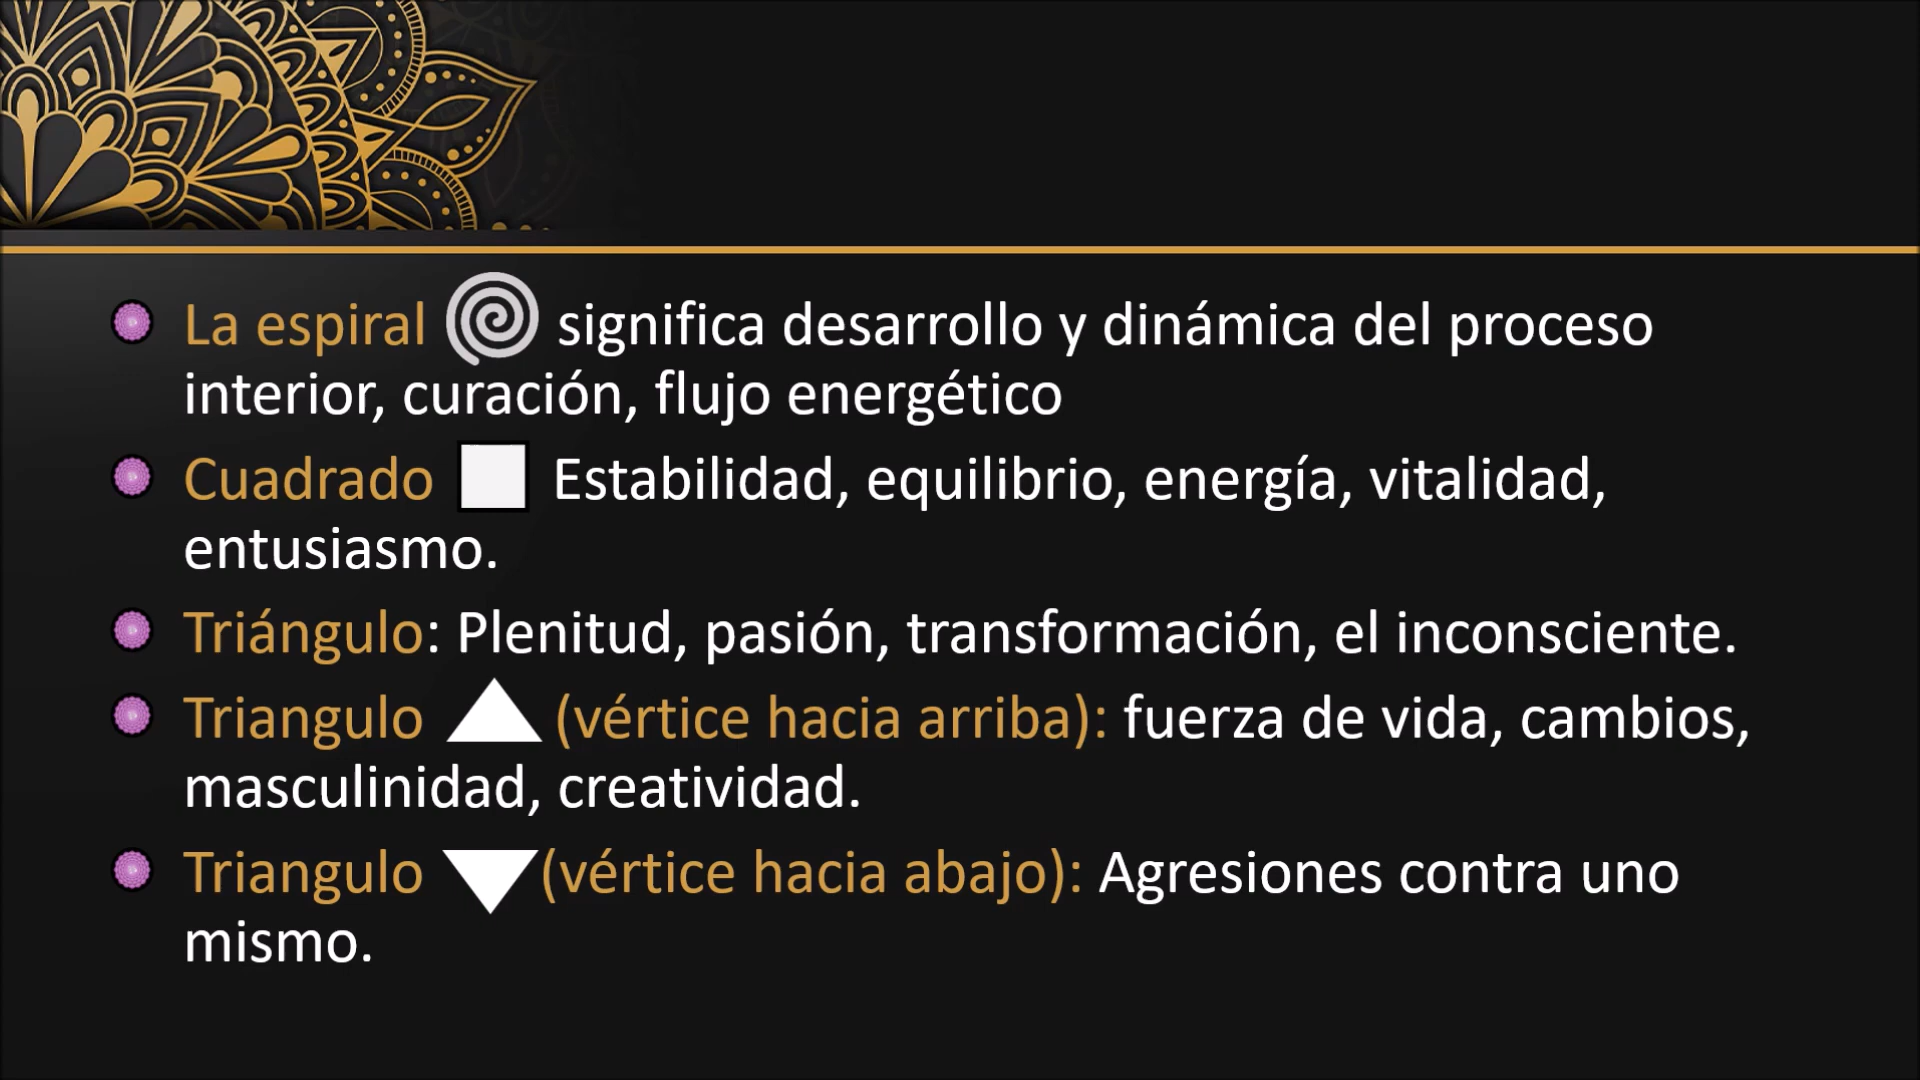 La espiral significa desarrollo y dinámica del proceso
interior, curación, flujo energético
Cuadrado Estabilidad, equilibrio, energía, vitalidad,
entusiasmo.
Triángulo: Plenitud, pasión, transformación, el inconsciente.
Triangulo (vértice hacia arriba): fuerza de vida, cambios,
masculinidad, creatividad.
Triangulo (vértice hacia abajo): Agresiones contra uno
mismo.